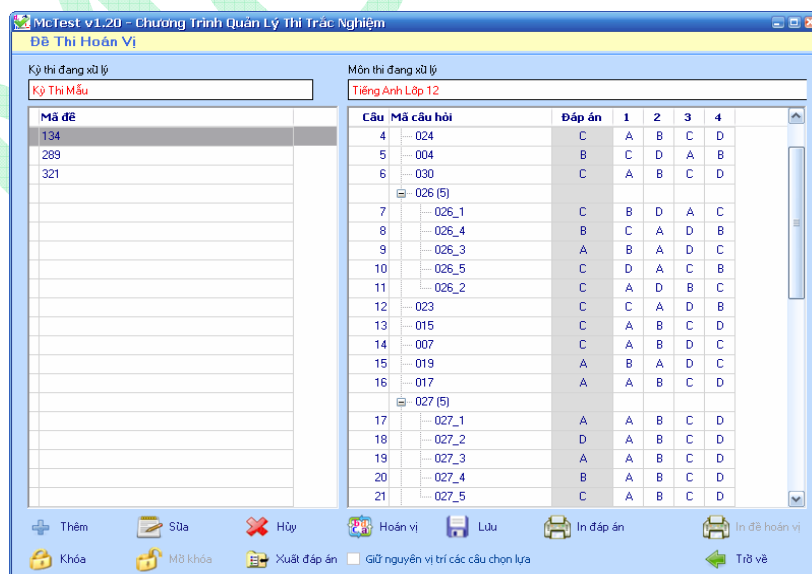 McTest v1.20 - Chương Trình Quản Lý Thi Trắc Nghiệm
Đề Thi Hoán Vị
Kỳ thi đang xử lý
Kỳ Thi Mẫu
Môn thi đang xử lý
Tiếng Anh Lớp 12
Mã đề
134
289
321
Câu Mã câu hỏi Đáp án 1 2 3 4
4 024 C A B C D
5 004 B C D A B
6 030 C A B C D
026 (5)
7 026_1 C B D A C
8 026_4 B C A D B
9 026_3 A B A D C
10 026_5 C D A C B
11 026_2 C A D B C
12 023 C C A D B
13 015 C A B C D
14 007 C A B D C
15 019 A B A D C
16 017 A A B C D
027 (5)
17 027_1 A A B C D
18 027_2 D A B C D
19 027_3 A A B C D
20 027_4 B A B C D
21 027_5 C A B C D
Thêm Sửa Hủy Hoán vị Lưu In đáp án In đề hoán vị
Khóa Mở khóa Xuất đáp án Giữ nguyên vị trí các câu chọn lựa Trở về